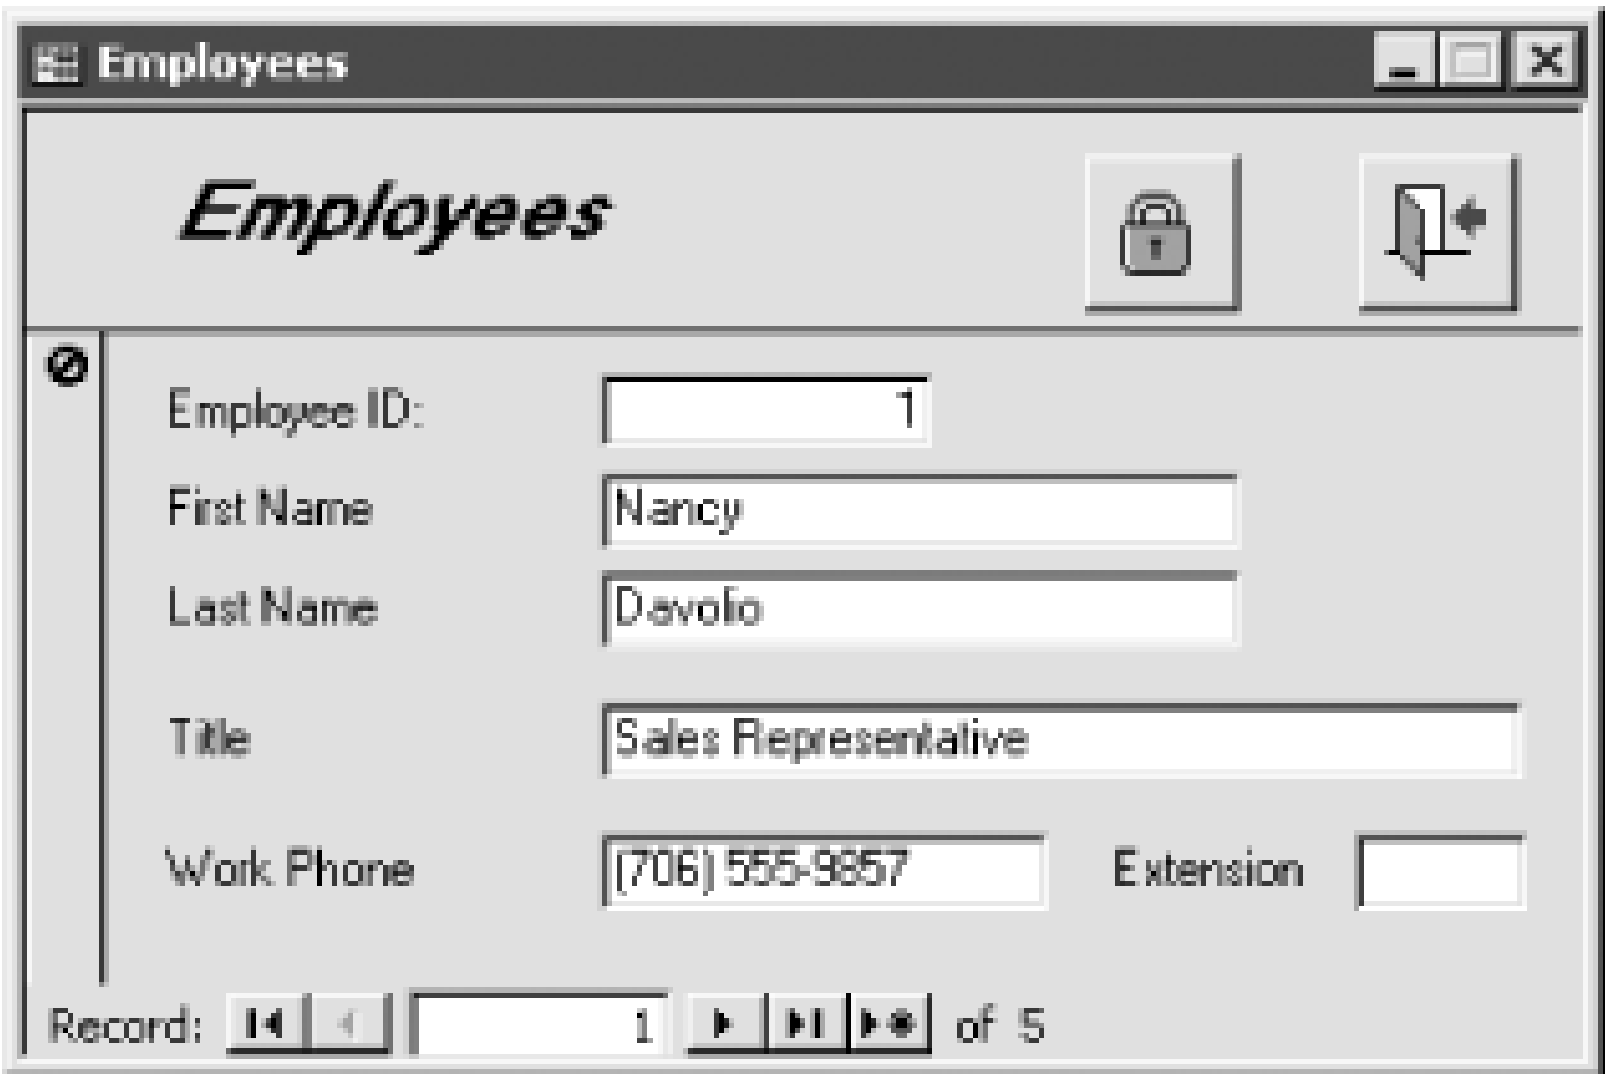 Employees
Employees
Employee ID: 1
First Name Nancy
Last Name Davolio
Title Sales Representative
Work Phone (706) 555-9857 Extension
Record: 1 of 5